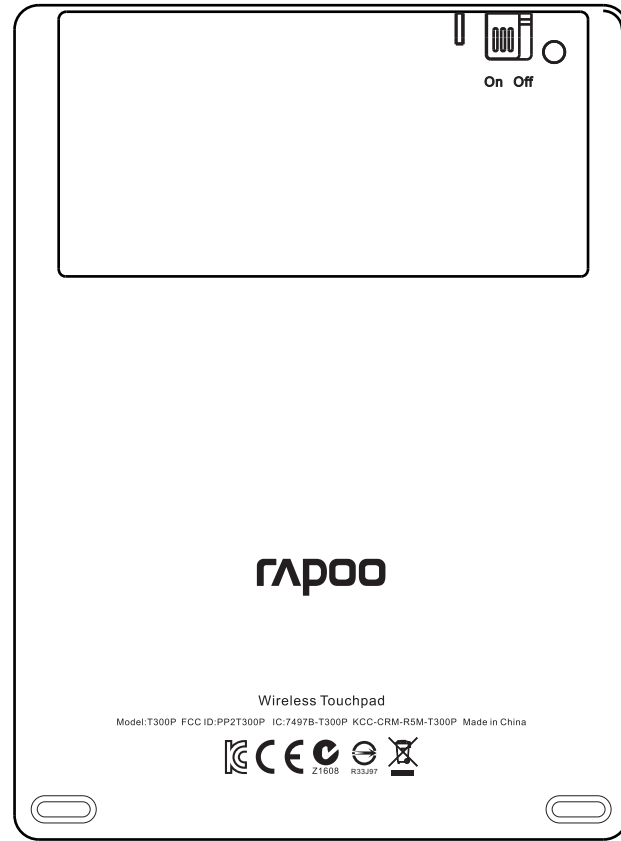 On Off
rapoo
Wireless Touchpad
Model:T300P FCC ID:PP2T300P IC:7497B-T300P KCC-CRM-R5M-T300P Made in China
CE
Z1608 R33J97